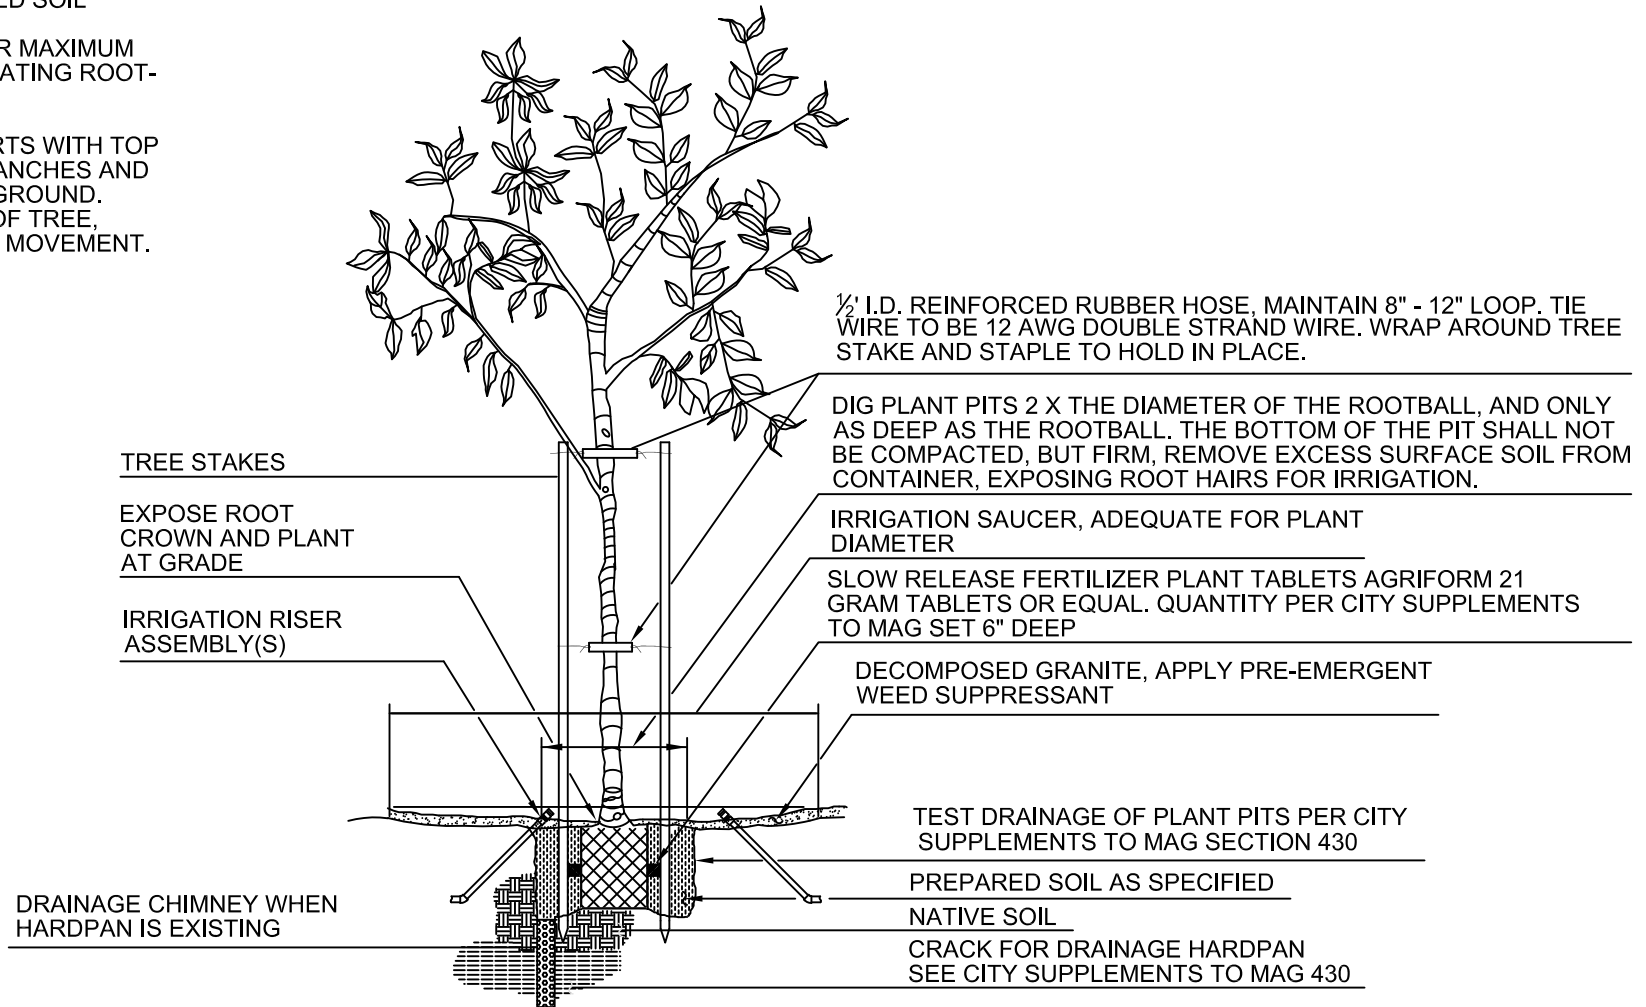 ED SOIL
R MAXIMUM
ATING ROOT-
RTS WITH TOP
ANCHES AND
GROUND.
OF TREE,
MOVEMENT.
½' I.D. REINFORCED RUBBER HOSE, MAINTAIN 8" - 12" LOOP. TIE
WIRE TO BE 12 AWG DOUBLE STRAND WIRE. WRAP AROUND TREE
STAKE AND STAPLE TO HOLD IN PLACE.
DIG PLANT PITS 2 X THE DIAMETER OF THE ROOTBALL, AND ONLY
AS DEEP AS THE ROOTBALL. THE BOTTOM OF THE PIT SHALL NOT
BE COMPACTED, BUT FIRM, REMOVE EXCESS SURFACE SOIL FROM
CONTAINER, EXPOSING ROOT HAIRS FOR IRRIGATION.
TREE STAKES
EXPOSE ROOT
CROWN AND PLANT
AT GRADE
IRRIGATION SAUCER, ADEQUATE FOR PLANT
DIAMETER
SLOW RELEASE FERTILIZER PLANT TABLETS AGRIFORM 21
GRAM TABLETS OR EQUAL. QUANTITY PER CITY SUPPLEMENTS
TO MAG SET 6" DEEP
IRRIGATION RISER
ASSEMBLY(S)
DECOMPOSED GRANITE, APPLY PRE-EMERGENT
WEED SUPPRESSANT
TEST DRAINAGE OF PLANT PITS PER CITY
SUPPLEMENTS TO MAG SECTION 430
PREPARED SOIL AS SPECIFIED
DRAINAGE CHIMNEY WHEN
HARDPAN IS EXISTING
NATIVE SOIL
CRACK FOR DRAINAGE HARDPAN
SEE CITY SUPPLEMENTS TO MAG 430